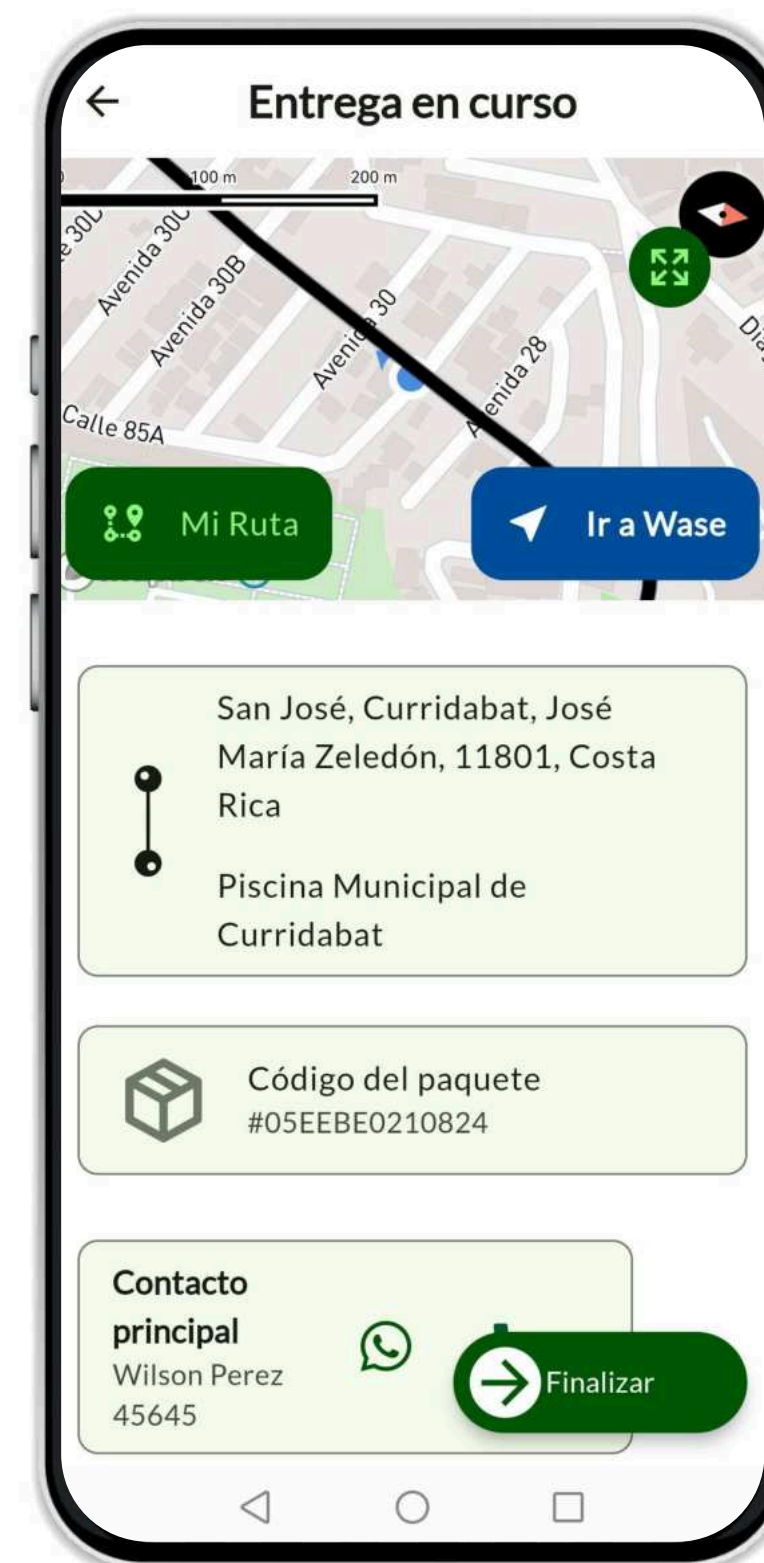 Entrega en curso
100 m
200 m
Avenida 30C
Avenida 30B
Avenida 30
Avenida 28
Calle 85A
Mi Ruta
Ir a Wase
San José, Curridabat, José
María Zeledón, 11801, Costa
Rica
Piscina Municipal de
Curridabat
Código del paquete
#05EEBE0210824
Contacto
principal
Wilson Perez
45645
Finalizar